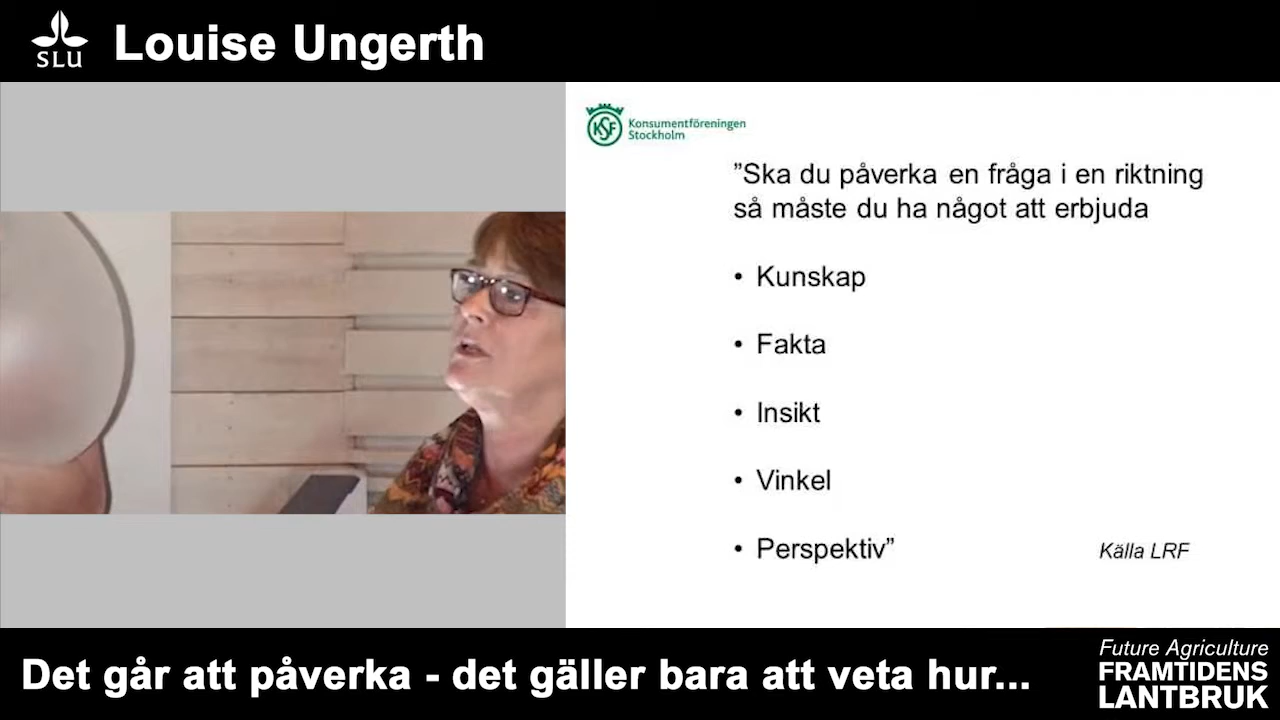 SLU
Louise Ungerth
KSF
Konsumentföreningen
Stockholm
”Ska du påverka en fråga i en riktning
så måste du ha något att erbjuda
• Kunskap
• Fakta
• Insikt
• Vinkel
• Perspektiv”
Källa LRF
Det går att påverka - det gäller bara att veta hur...
Future Agriculture
FRAMTIDENS
LANTBRUK